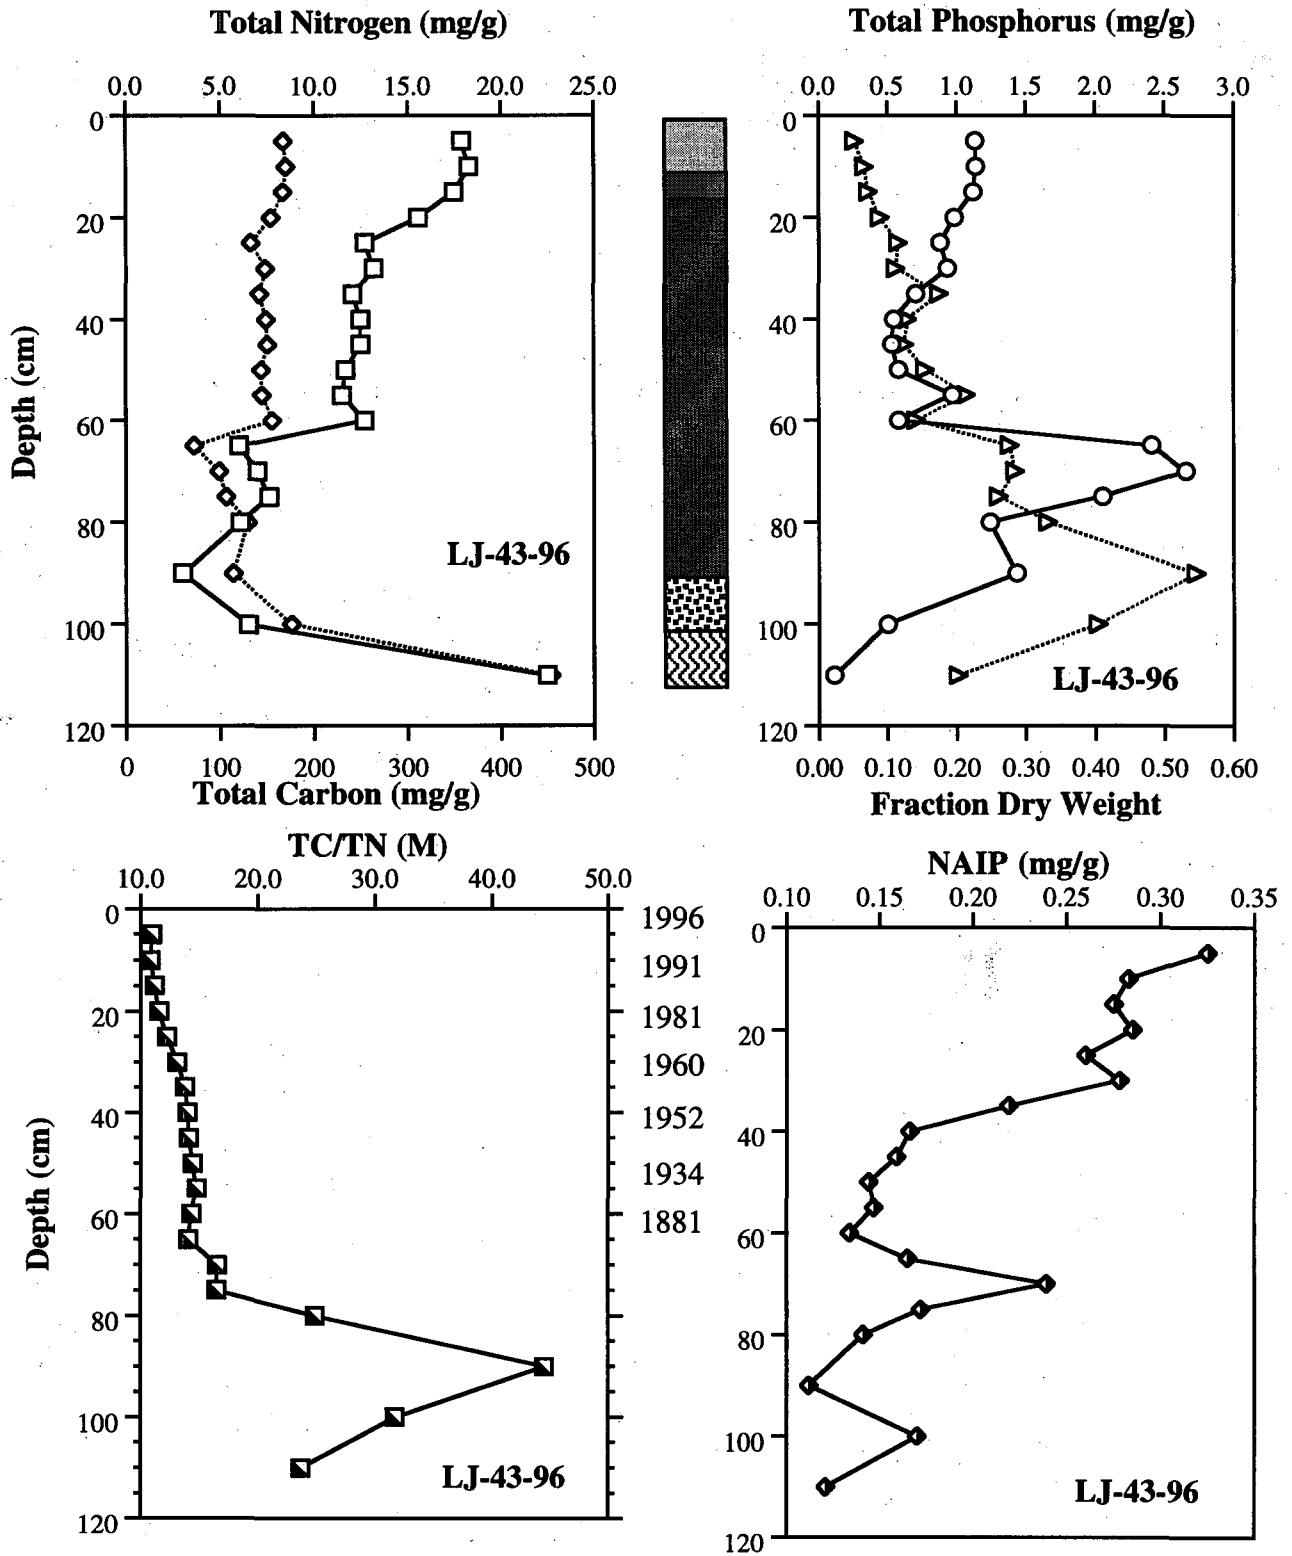 Total Nitrogen (mg/g)
0.0 5.0 10.0 15.0 20.0 25.0
0
20
40
60
80
100
120
Depth (cm)
LJ-43-96
0 100 200 300 400 500
Total Carbon (mg/g)
Total Phosphorus (mg/g)
0.0 0.5 1.0 1.5 2.0 2.5 3.0
0
20
40
60
80
100
120
LJ-43-96
0.00 0.10 0.20 0.30 0.40 0.50 0.60
Fraction Dry Weight
TC/TN (M)
10.0 20.0 30.0 40.0 50.0
0
20
40
60
80
100
120
Depth (cm)
1996
1991
1981
1960
1952
1934
1881
LJ-43-96
NAIP (mg/g)
0.10 0.15 0.20 0.25 0.30 0.35
0
20
40
60
80
100
120
LJ-43-96